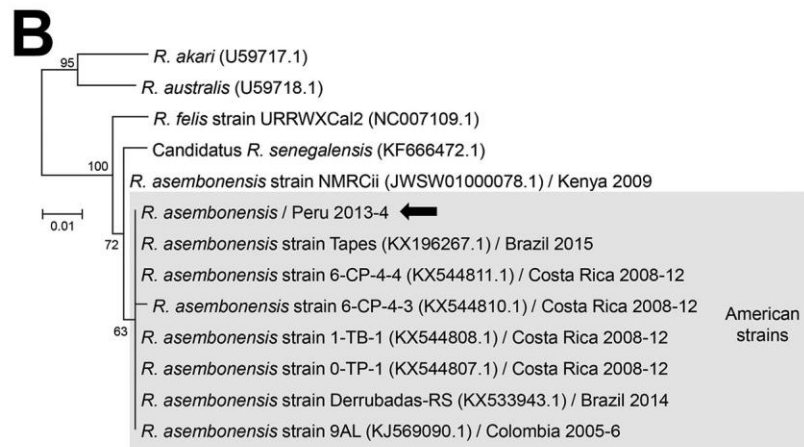 B
R. akari (U59717.1)
95
R. australis (U59718.1)
R. felis strain URRWXCal2 (NC007109.1)
Candidatus R. senegalensis (KF666472.1)
100
R. asembonensis strain NMRCii (JWSW01000078.1) / Kenya 2009
R. asembonensis / Peru 2013-4
0.01
72
R. asembonensis strain Tapes (KX196267.1) / Brazil 2015
R. asembonensis strain 6-CP-4-4 (KX544811.1) / Costa Rica 2008-12
R. asembonensis strain 6-CP-4-3 (KX544810.1) / Costa Rica 2008-12
American
strains
63
R. asembonensis strain 1-TB-1 (KX544808.1) / Costa Rica 2008-12
R. asembonensis strain 0-TP-1 (KX544807.1) / Costa Rica 2008-12
R. asembonensis strain Derrubadas-RS (KX533943.1) / Brazil 2014
R. asembonensis strain 9AL (KJ569090.1) / Colombia 2005-6